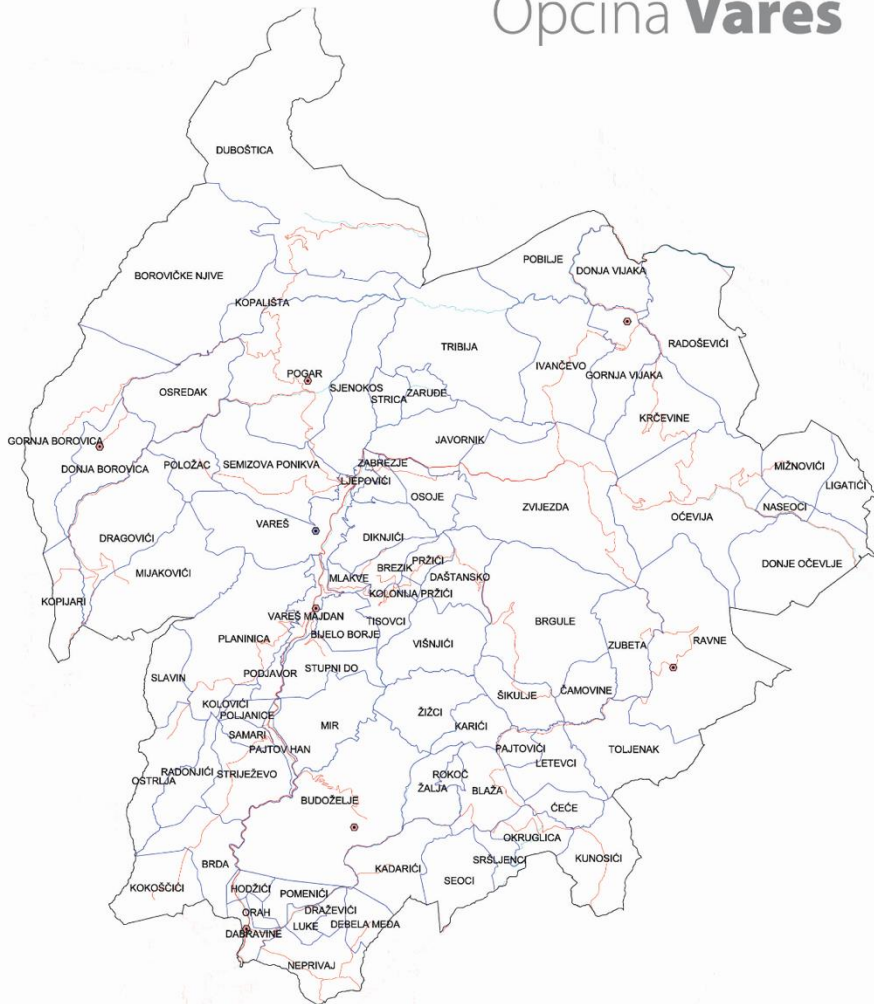 Općina Vareš
DUBOŠTICA
BOROVIČKE NJIVE
POBILJE
DONJA VIJAKA
KOPALIŠTA
RADOŠEVIĆI
TRIBIJA
IVANČEVO
POGAR
GORNJA VIJAKA
SJENOKOS
OSREDAK
STRICA
ZARUĐE
KRČEVINE
GORNJA BOROVICA
JAVORNIK
DONJA BOROVICA
POLOŽAC
SEMIZOVA PONIKVA
ZABREZJE
MIŽNOVIĆI
LJEPOVIĆI
LIGATIĆI
OSOJE
ZVIJEZDA
NASEOCI
OĆEVIJA
VAREŠ
DIKNJIĆI
DRAGOVIĆI
PRŽIĆI
DONJE OČEVLJE
BREZIK
MIJAKOVIĆI
MLAKVE
DAŠTANSKO
KOLONIJA PRŽIĆI
KOPIJARI
VAREŠ MAJDAN
TISOVCI
BRGULE
BIJELO BORJE
PLANINICA
RAVNE
VIŠNJIĆI
ZUBETA
STUPNI DO
PODJAVOR
SLAVIN
ŠIKULJE
ČAMOVINE
KOLOVIĆI
POLJANICE
ŽIŽCI
MIR
KARIĆI
SAMARI
PAJTOV HAN
PAJTOVIĆI
TOLJENAK
LETEVCI
RADONJIĆI
STRIJEŽEVO
ROKOČ
OSTRLJA
ŽALJA
BLAŽA
BUDOŽELJE
ĆEĆE
OKRUGLICA
BRDA
SRŠLJENCI
KUNOSIĆI
KADARIĆI
SEOCI
KOKOŠČIĆI
HODŽIĆI
POMENIĆI
ORAH
DRAŽEVIĆI
LUKE
DEBELA MEĐA
DABRAVINE
NEPRIVAJ